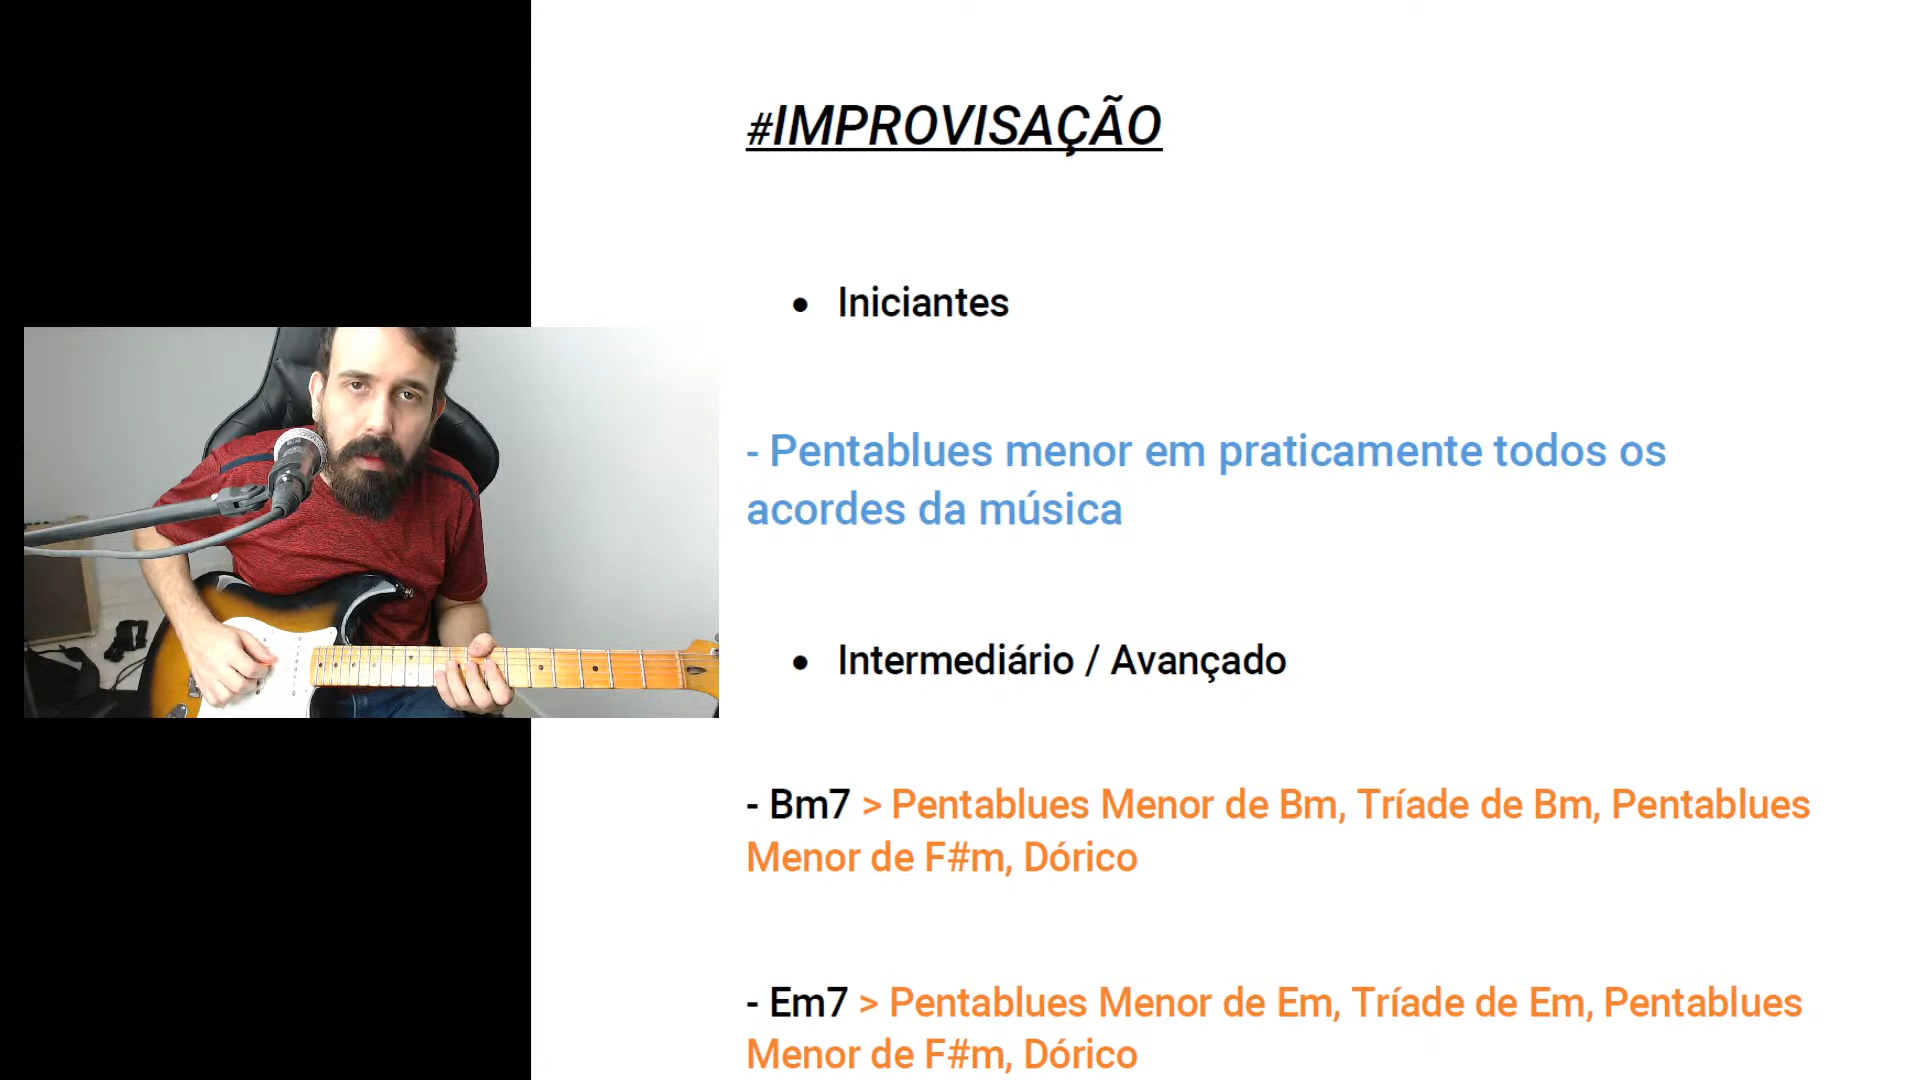 #IMPROVISAÇÃO
• Iniciantes
- Pentablues menor em praticamente todos os
acordes da música
• Intermediário / Avançado
- Bm7 > Pentablues Menor de Bm, Tríade de Bm, Pentablues
Menor de F#m, Dórico
- Em7 > Pentablues Menor de Em, Tríade de Em, Pentablues
Menor de F#m, Dórico